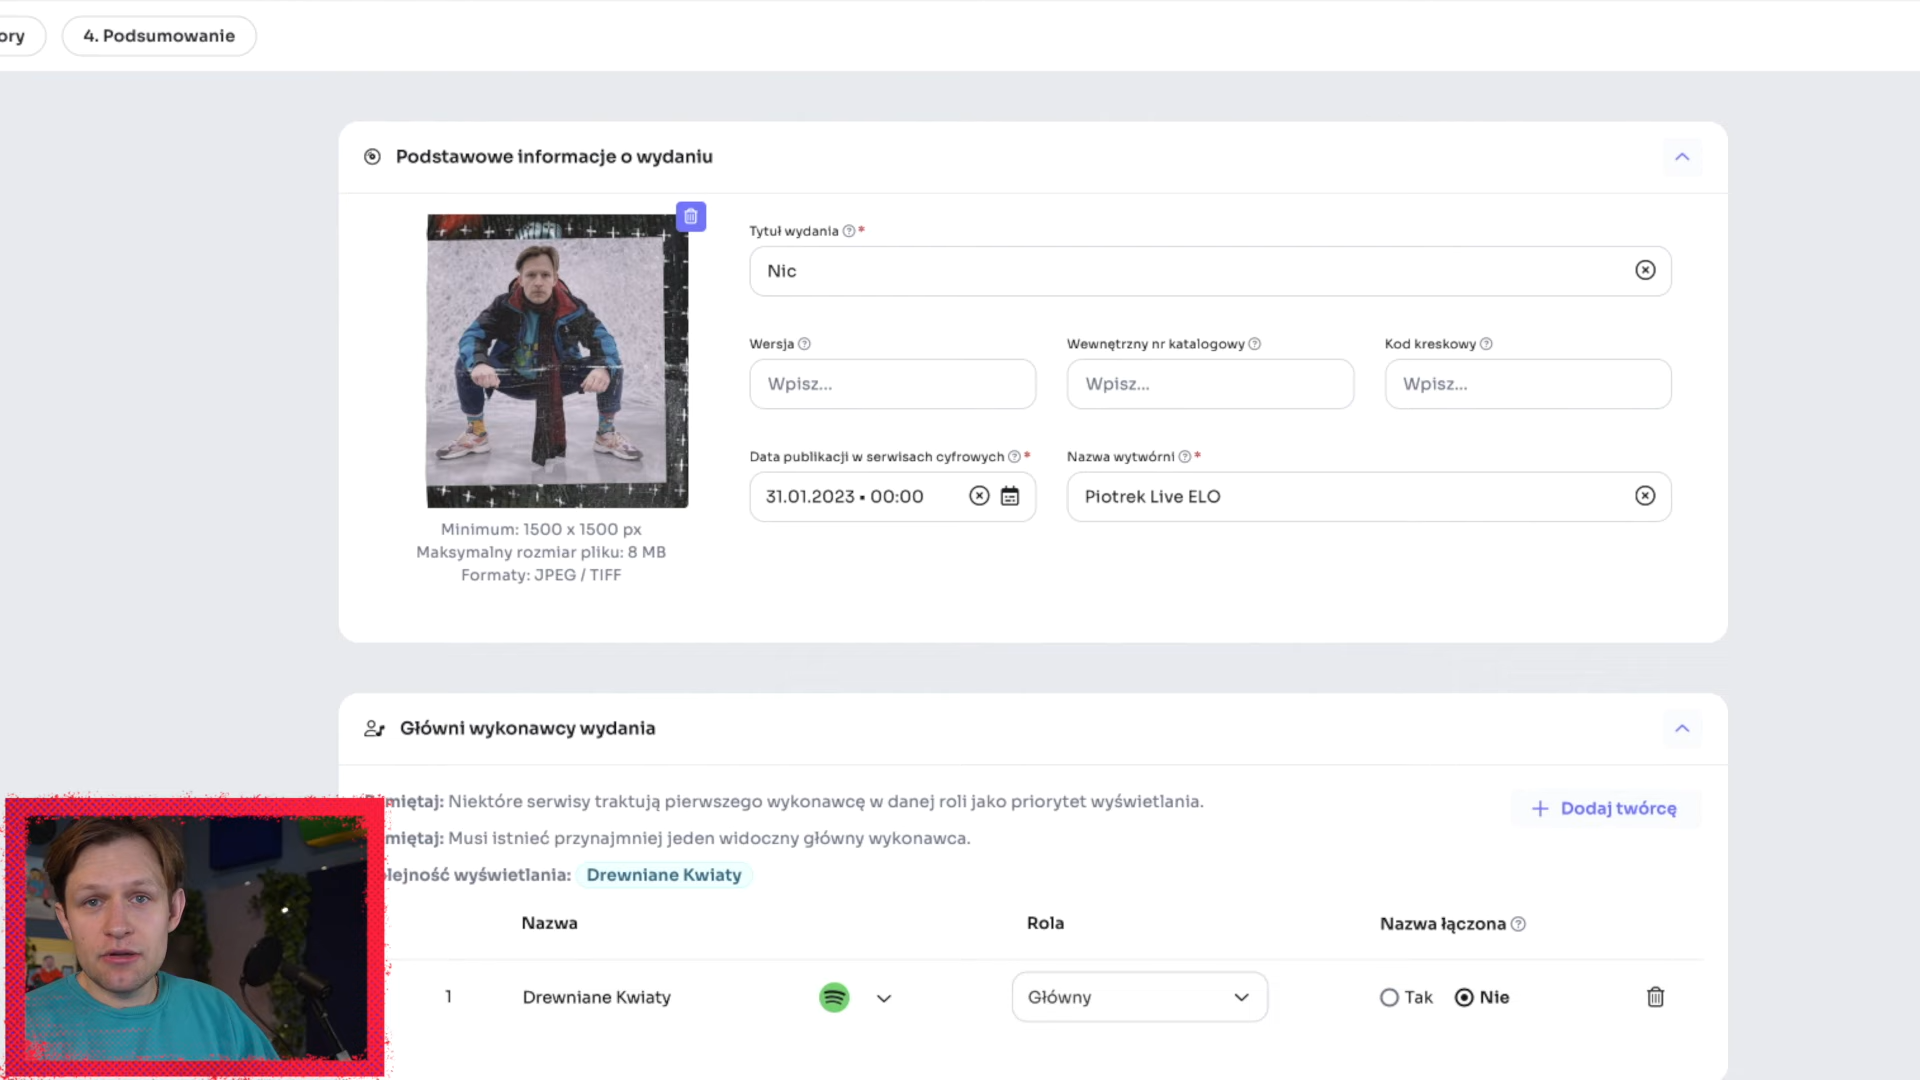 ory
4. Podsumowanie
Podstawowe informacje o wydaniu
Tytuł wydania ? *
Nic
Wersja ?
Wewnętrzny nr katalogowy ?
Kod kreskowy ?
Wpisz...
Wpisz...
Wpisz...
Data publikacji w serwisach cyfrowych ? *
Nazwa wytwórni ? *
31.01.2023 • 00:00
Piotrek Live ELO
Minimum: 1500 x 1500 px
Maksymalny rozmiar pliku: 8 MB
Formaty: JPEG / TIFF
Główni wykonawcy wydania
miętaj: Niektóre serwisy traktują pierwszego wykonawcę w danej roli jako priorytet wyświetlania.
+ Dodaj twórcę
miętaj: Musi istnieć przynajmniej jeden widoczny główny wykonawca.
lejność wyświetlania: Drewniane Kwiaty
Nazwa
Rola
Nazwa łączona ?
1
Drewniane Kwiaty
Główny
Tak
Nie